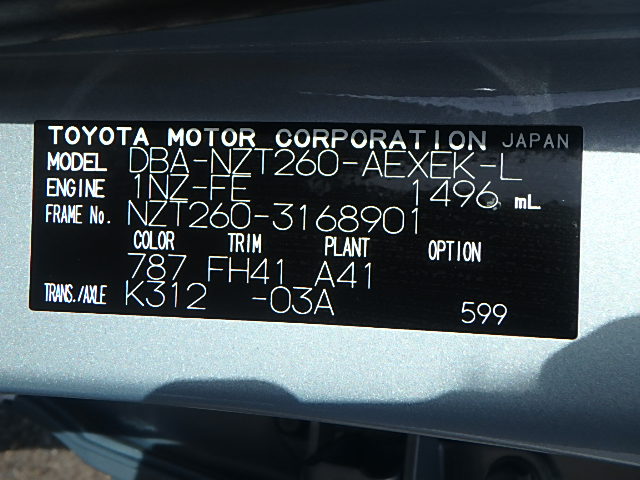 TOYOTA MOTOR CORPORATION JAPAN
MODEL DBA-NZT260-AEXEK-L
ENGINE 1NZ-FE 1496 mL
FRAME No. NZT260-3168901
COLOR TRIM PLANT OPTION
787 FH41 A41
TRANS./AXLE K312 -03A 599